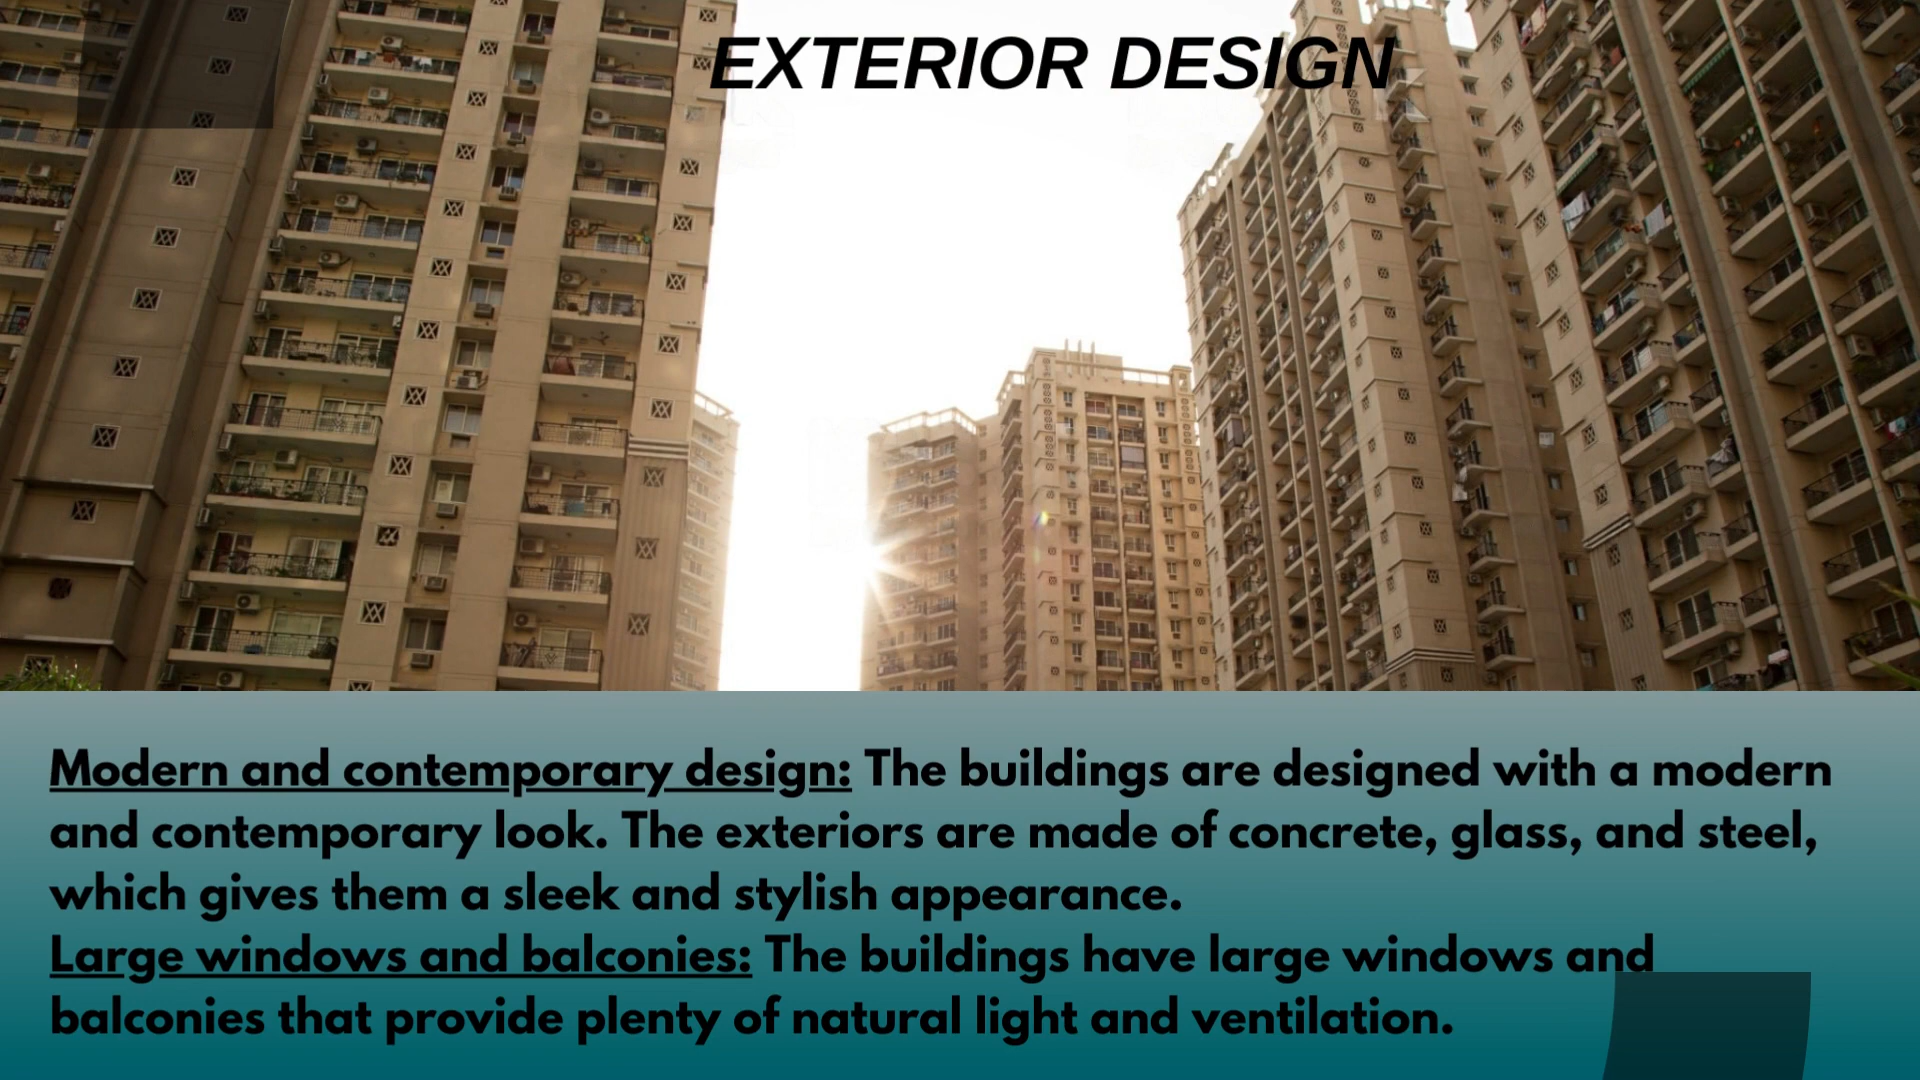 EXTERIOR DESIGN
Modern and contemporary design: The buildings are designed with a modern
and contemporary look. The exteriors are made of concrete, glass, and steel,
which gives them a sleek and stylish appearance.
Large windows and balconies: The buildings have large windows and
balconies that provide plenty of natural light and ventilation.